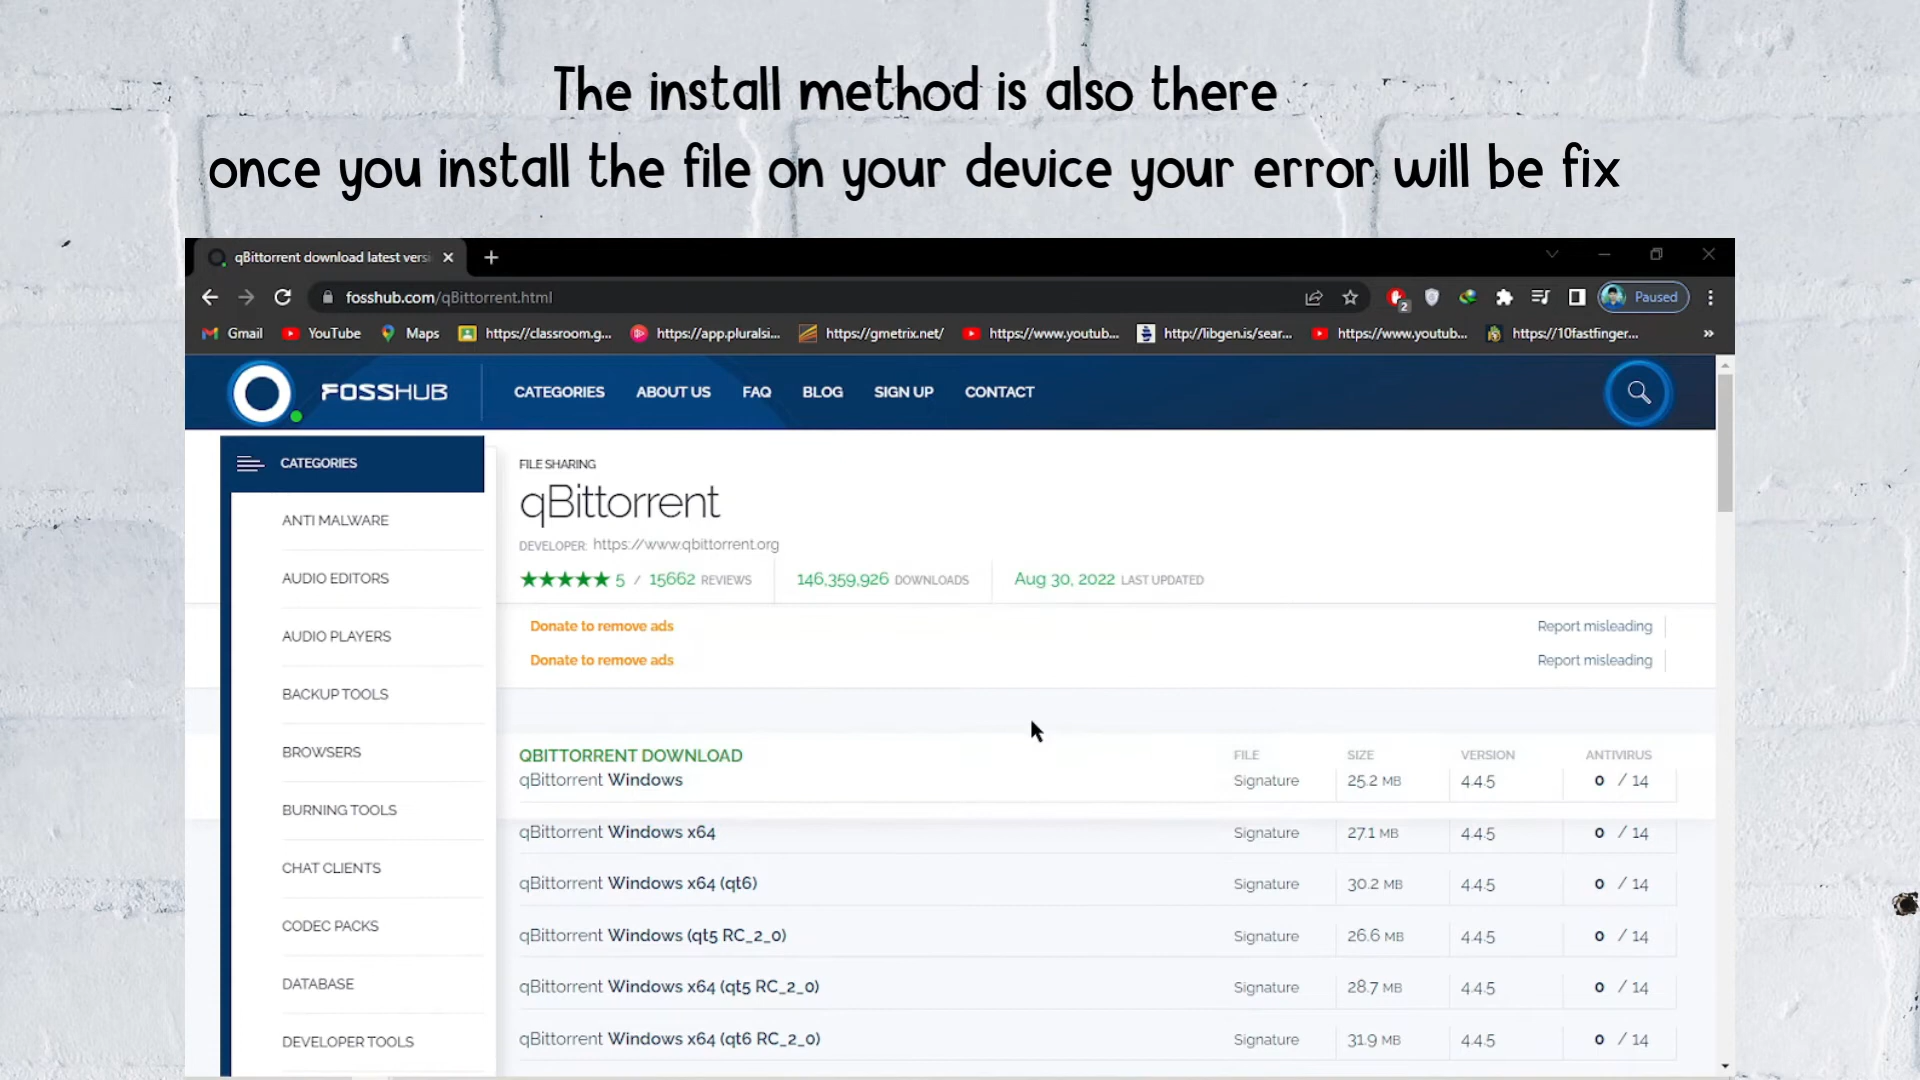 The install method is also there
once you install the file on your device your error will be fix
qBittorrent download latest versi
fosshub.com/qBittorrent.html
2
Paused
Gmail YouTube Maps https://classroom.g... https://app.pluralsi... https://gmetrix.net/ https://www.youtub... http://libgen.is/sear... https://www.youtub... https://10fastfinger... »
FOSSHUB CATEGORIES ABOUT US FAQ BLOG SIGN UP CONTACT
CATEGORIES
ANTI MALWARE
AUDIO EDITORS
AUDIO PLAYERS
BACKUP TOOLS
BROWSERS
BURNING TOOLS
CHAT CLIENTS
CODEC PACKS
DATABASE
DEVELOPER TOOLS
FILE SHARING
qBittorrent
DEVELOPER: https://www.qbittorrent.org
★★★★★ 5 / 15662 REVIEWS 146,359,926 DOWNLOADS Aug 30, 2022 LAST UPDATED
Donate to remove ads Report misleading
Donate to remove ads Report misleading
QBITTORRENT DOWNLOAD FILE SIZE VERSION ANTIVIRUS
qBittorrent Windows Signature 25.2 MB 4.4.5 0 / 14
qBittorrent Windows x64 Signature 27.1 MB 4.4.5 0 / 14
qBittorrent Windows x64 (qt6) Signature 30.2 MB 4.4.5 0 / 14
qBittorrent Windows (qt5 RC_2_0) Signature 26.6 MB 4.4.5 0 / 14
qBittorrent Windows x64 (qt5 RC_2_0) Signature 28.7 MB 4.4.5 0 / 14
qBittorrent Windows x64 (qt6 RC_2_0) Signature 31.9 MB 4.4.5 0 / 14